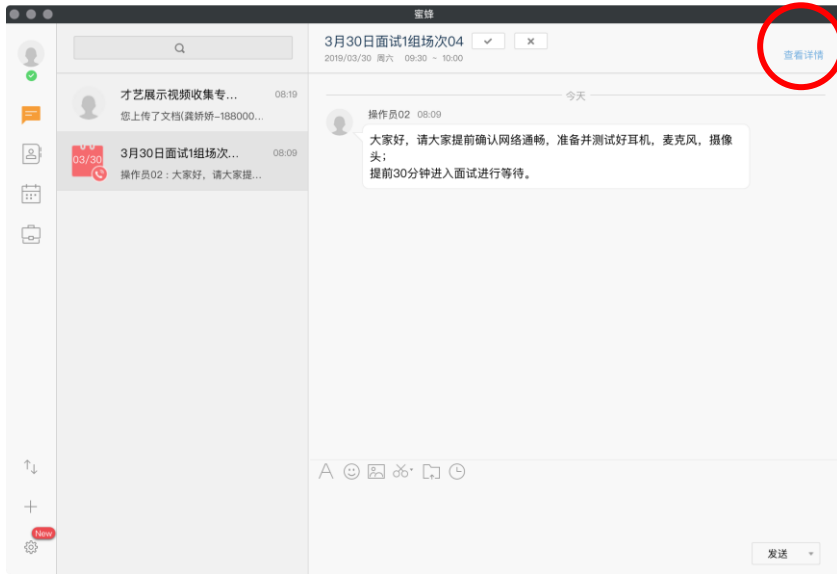 蜜蜂
3月30日面试1组场次04
2019/03/30 周六 09:30 ~ 10:00
查看详情
才艺展示视频收集专... 08:19
您上传了文档(龚娇娇-188000...
03/30
3月30日面试1组场次... 08:09
操作员02：大家好，请大家提...
今天
操作员02 08:09
大家好，请大家提前确认网络通畅，准备并测试好耳机，麦克风，摄像
头；
提前30分钟进入面试进行等待。
New
发送